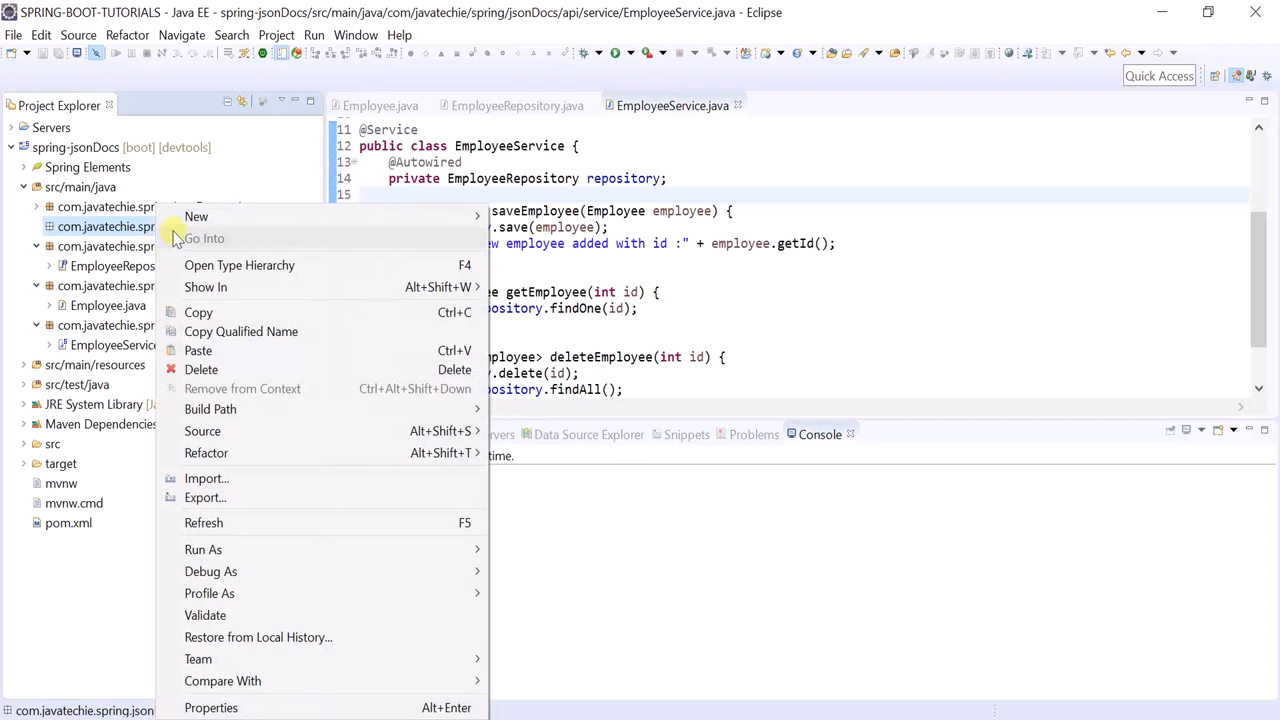 SPRING-BOOT-TUTORIALS - Java EE - spring-jsonDocs/src/main/java/com/javatechie/spring/jsonDocs/api/service/EmployeeService.java - Eclipse
File Edit Source Refactor Navigate Search Project Run Window Help
Quick Access
Project Explorer
Employee.java EmployeeRepository.java EmployeeService.java
Servers
spring-jsonDocs [boot] [devtools]
Spring Elements
src/main/java
com.javatechie.spr
com.javatechie.spr
com.javatechie.spr
EmployeeRepos
com.javatechie.spr
Employee.java
com.javatechie.spr
EmployeeService
src/main/resources
src/test/java
JRE System Library [Ja
Maven Dependencies
src
target
mvnw
mvnw.cmd
pom.xml
New
Go Into
Open Type Hierarchy F4
Show In Alt+Shift+W
Copy Ctrl+C
Copy Qualified Name
Paste Ctrl+V
Delete Delete
Remove from Context Ctrl+Alt+Shift+Down
Build Path
Source Alt+Shift+S
Refactor Alt+Shift+T
Import...
Export...
Refresh F5
Run As
Debug As
Profile As
Validate
Restore from Local History...
Team
Compare With
Properties Alt+Enter
11 @Service
12 public class EmployeeService {
13 @Autowired
14 private EmployeeRepository repository;
15
saveEmployee(Employee employee) {
y.save(employee);
ew employee added with id :" + employee.getId();
employee getEmployee(int id) {
pository.findOne(id);
mployee> deleteEmployee(int id) {
y.delete(id);
pository.findAll();
rvers Data Source Explorer Snippets Problems Console
time.
com.javatechie.spring.json